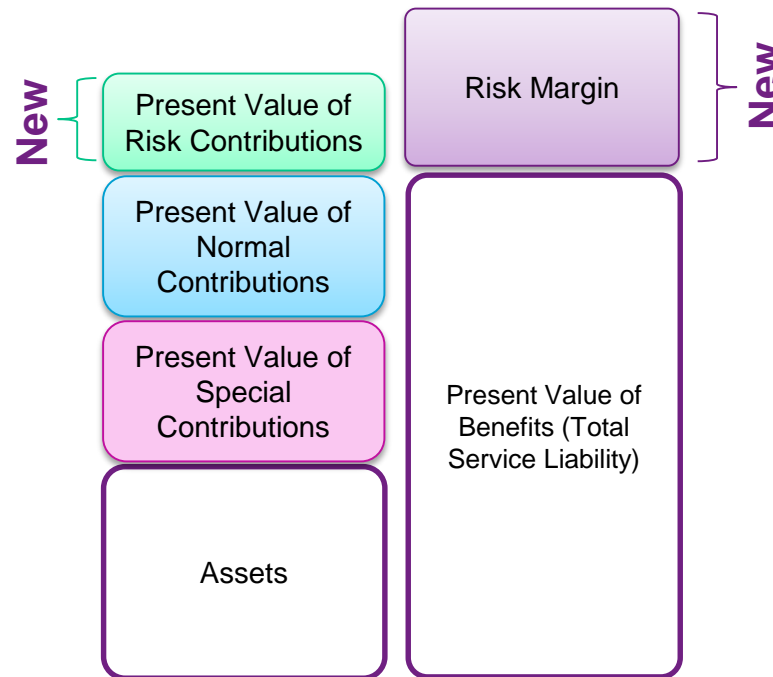 New
Present Value of
Risk Contributions
Present Value of
Normal
Contributions
Present Value of
Special
Contributions
Assets
Risk Margin
Present Value of
Benefits (Total
Service Liability)
New